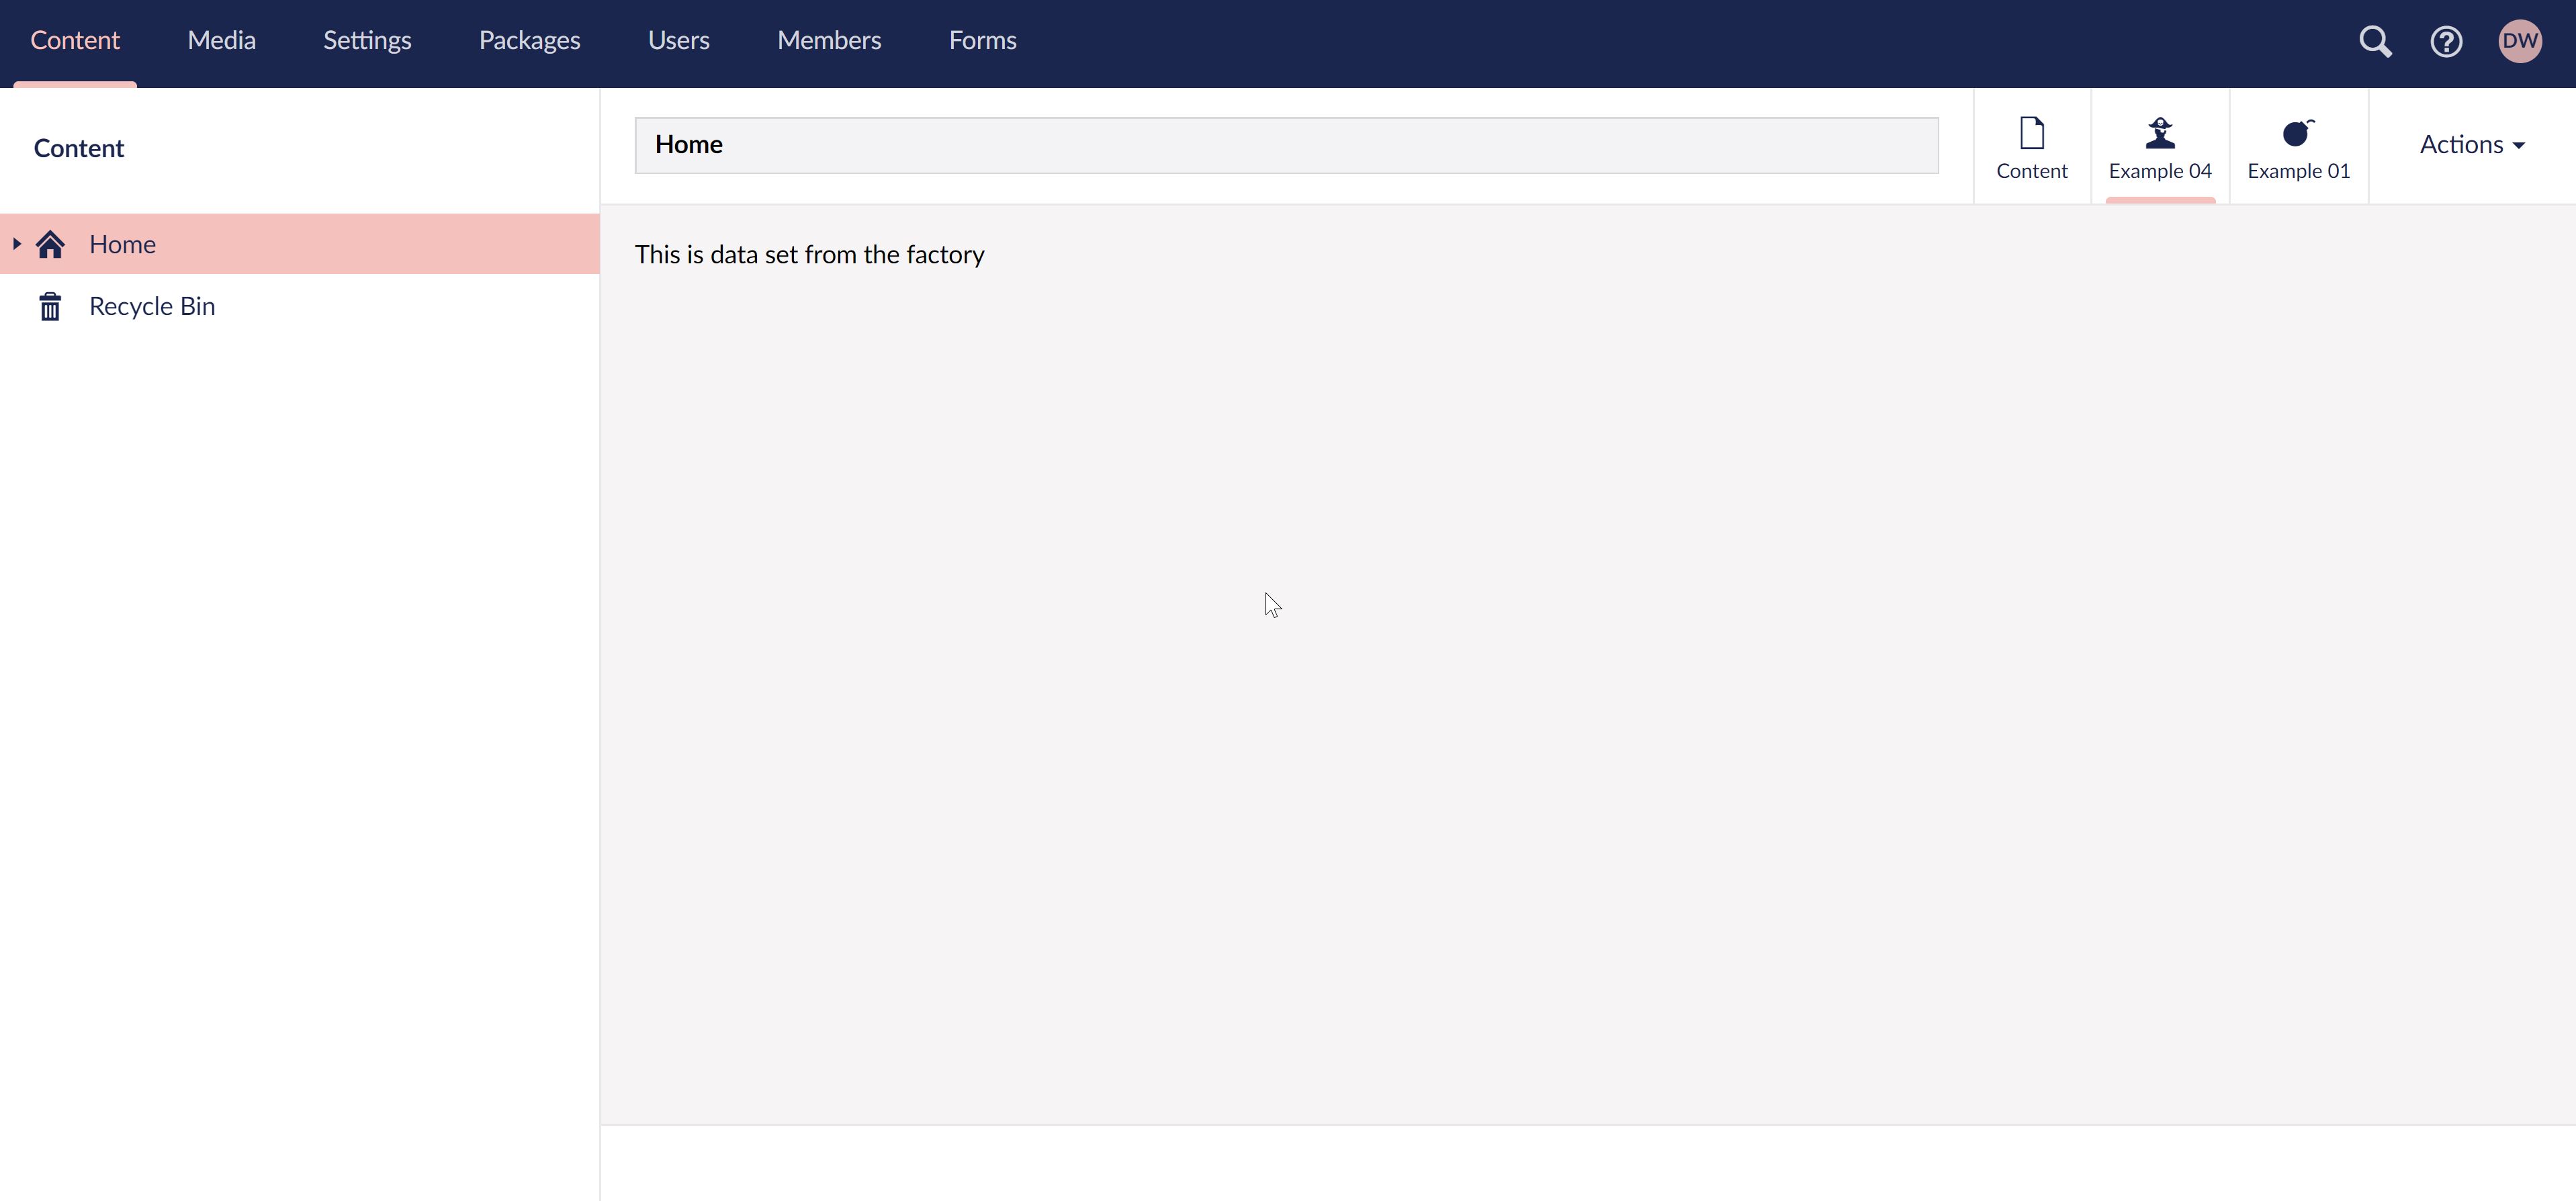 Content Media Settings Packages Users Members Forms DW
Content
Home
Recycle Bin
Home
Content Example 04 Example 01 Actions
This is data set from the factory